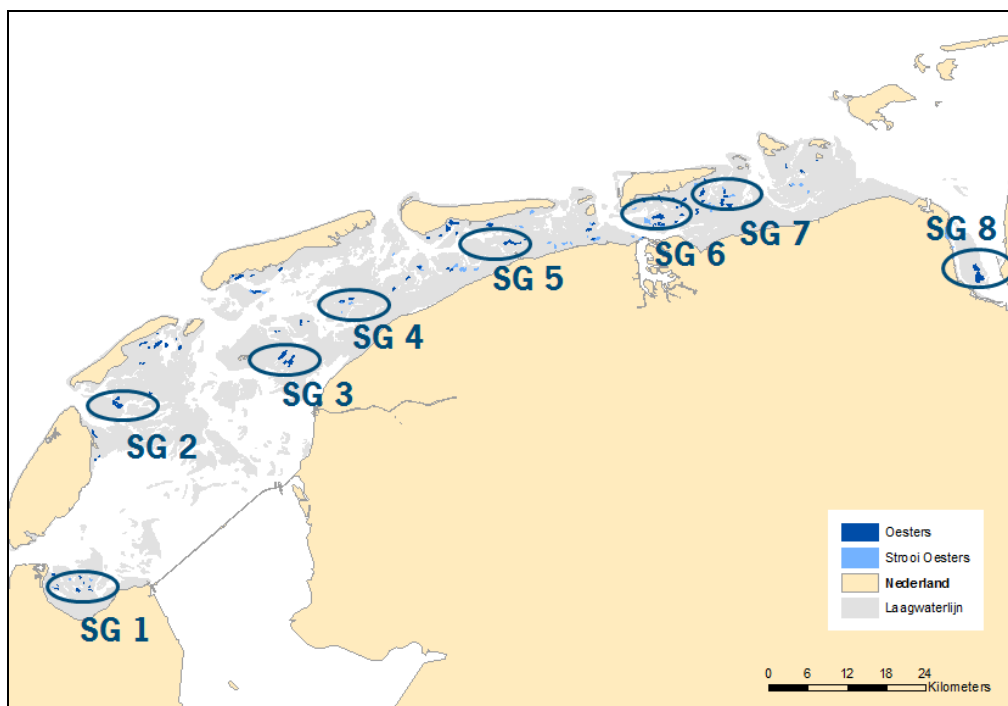 SG 8
SG 7
SG 6
SG 5
SG 4
SG 3
SG 2
SG 1
Oesters
Strooi Oesters
Nederland
Laagwaterlijn
0 6 12 18 24
Kilometers